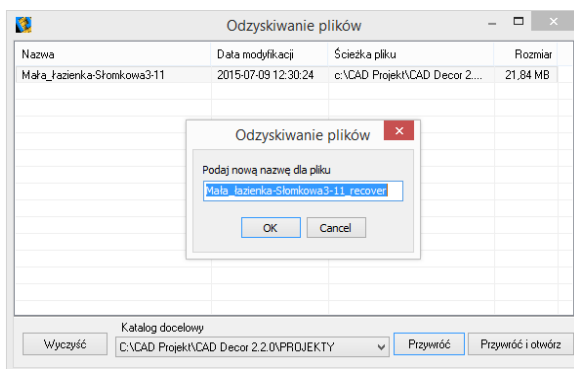 Odzyskiwanie plików
Nazwa Data modyfikacji Ścieżka pliku Rozmiar
Mała_łazienka-Słomkowa3-11 2015-07-09 12:30:24 c:\CAD Projekt\CAD Decor 2.... 21,84 MB
Odzyskiwanie plików
Podaj nową nazwę dla pliku
Mała_łazienka-Słomkowa3-11_recover
OK Cancel
Katalog docelowy
Wyczyść C:\CAD Projekt\CAD Decor 2.2.0\PROJEKTY Przywróć Przywróć i otwórz